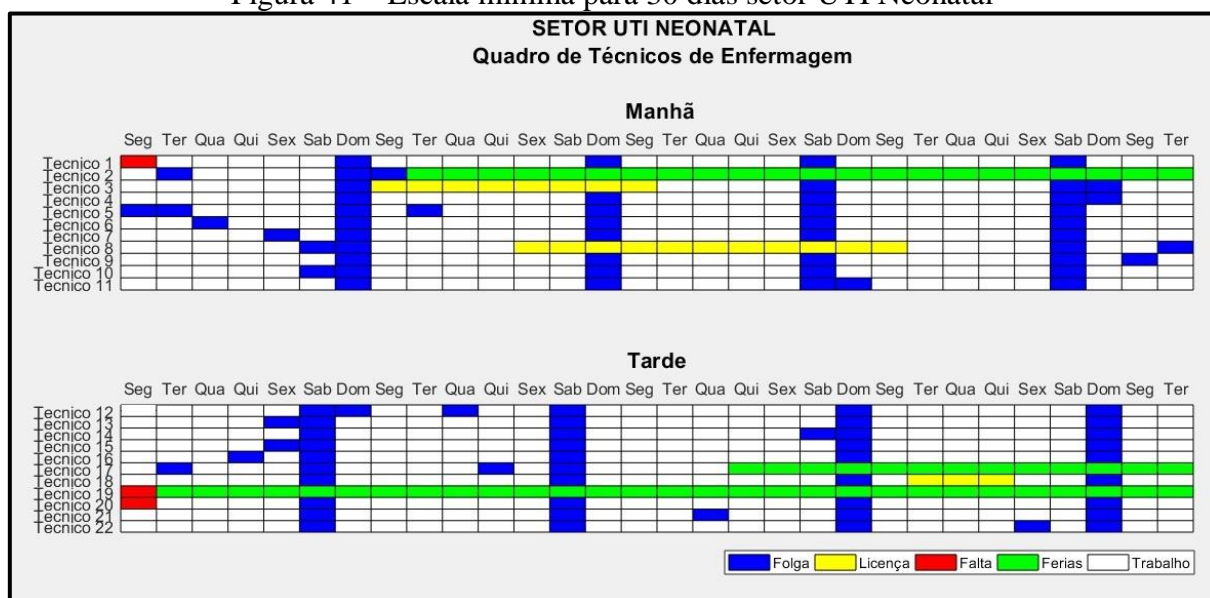 Figura 41 – Escala mínima para 30 dias setor UTI Neonatal
SETOR UTI NEONATAL
Quadro de Técnicos de Enfermagem
Manhã
Seg Ter Qua Qui Sex Sab Dom Seg Ter Qua Qui Sex Sab Dom Seg Ter Qua Qui Sex Sab Dom Seg Ter Qua Qui Sex Sab Dom Seg Ter
Tecnico 1
Tecnico 2
Tecnico 3
Tecnico 4
Tecnico 5
Tecnico 6
Tecnico 7
Tecnico 8
Tecnico 9
Tecnico 10
Tecnico 11
Tarde
Seg Ter Qua Qui Sex Sab Dom Seg Ter Qua Qui Sex Sab Dom Seg Ter Qua Qui Sex Sab Dom Seg Ter Qua Qui Sex Sab Dom Seg Ter
Tecnico 12
Tecnico 13
Tecnico 14
Tecnico 15
Tecnico 16
Tecnico 17
Tecnico 18
Tecnico 19
Tecnico 20
Tecnico 21
Tecnico 22
Folga Licença Falta Ferias Trabalho